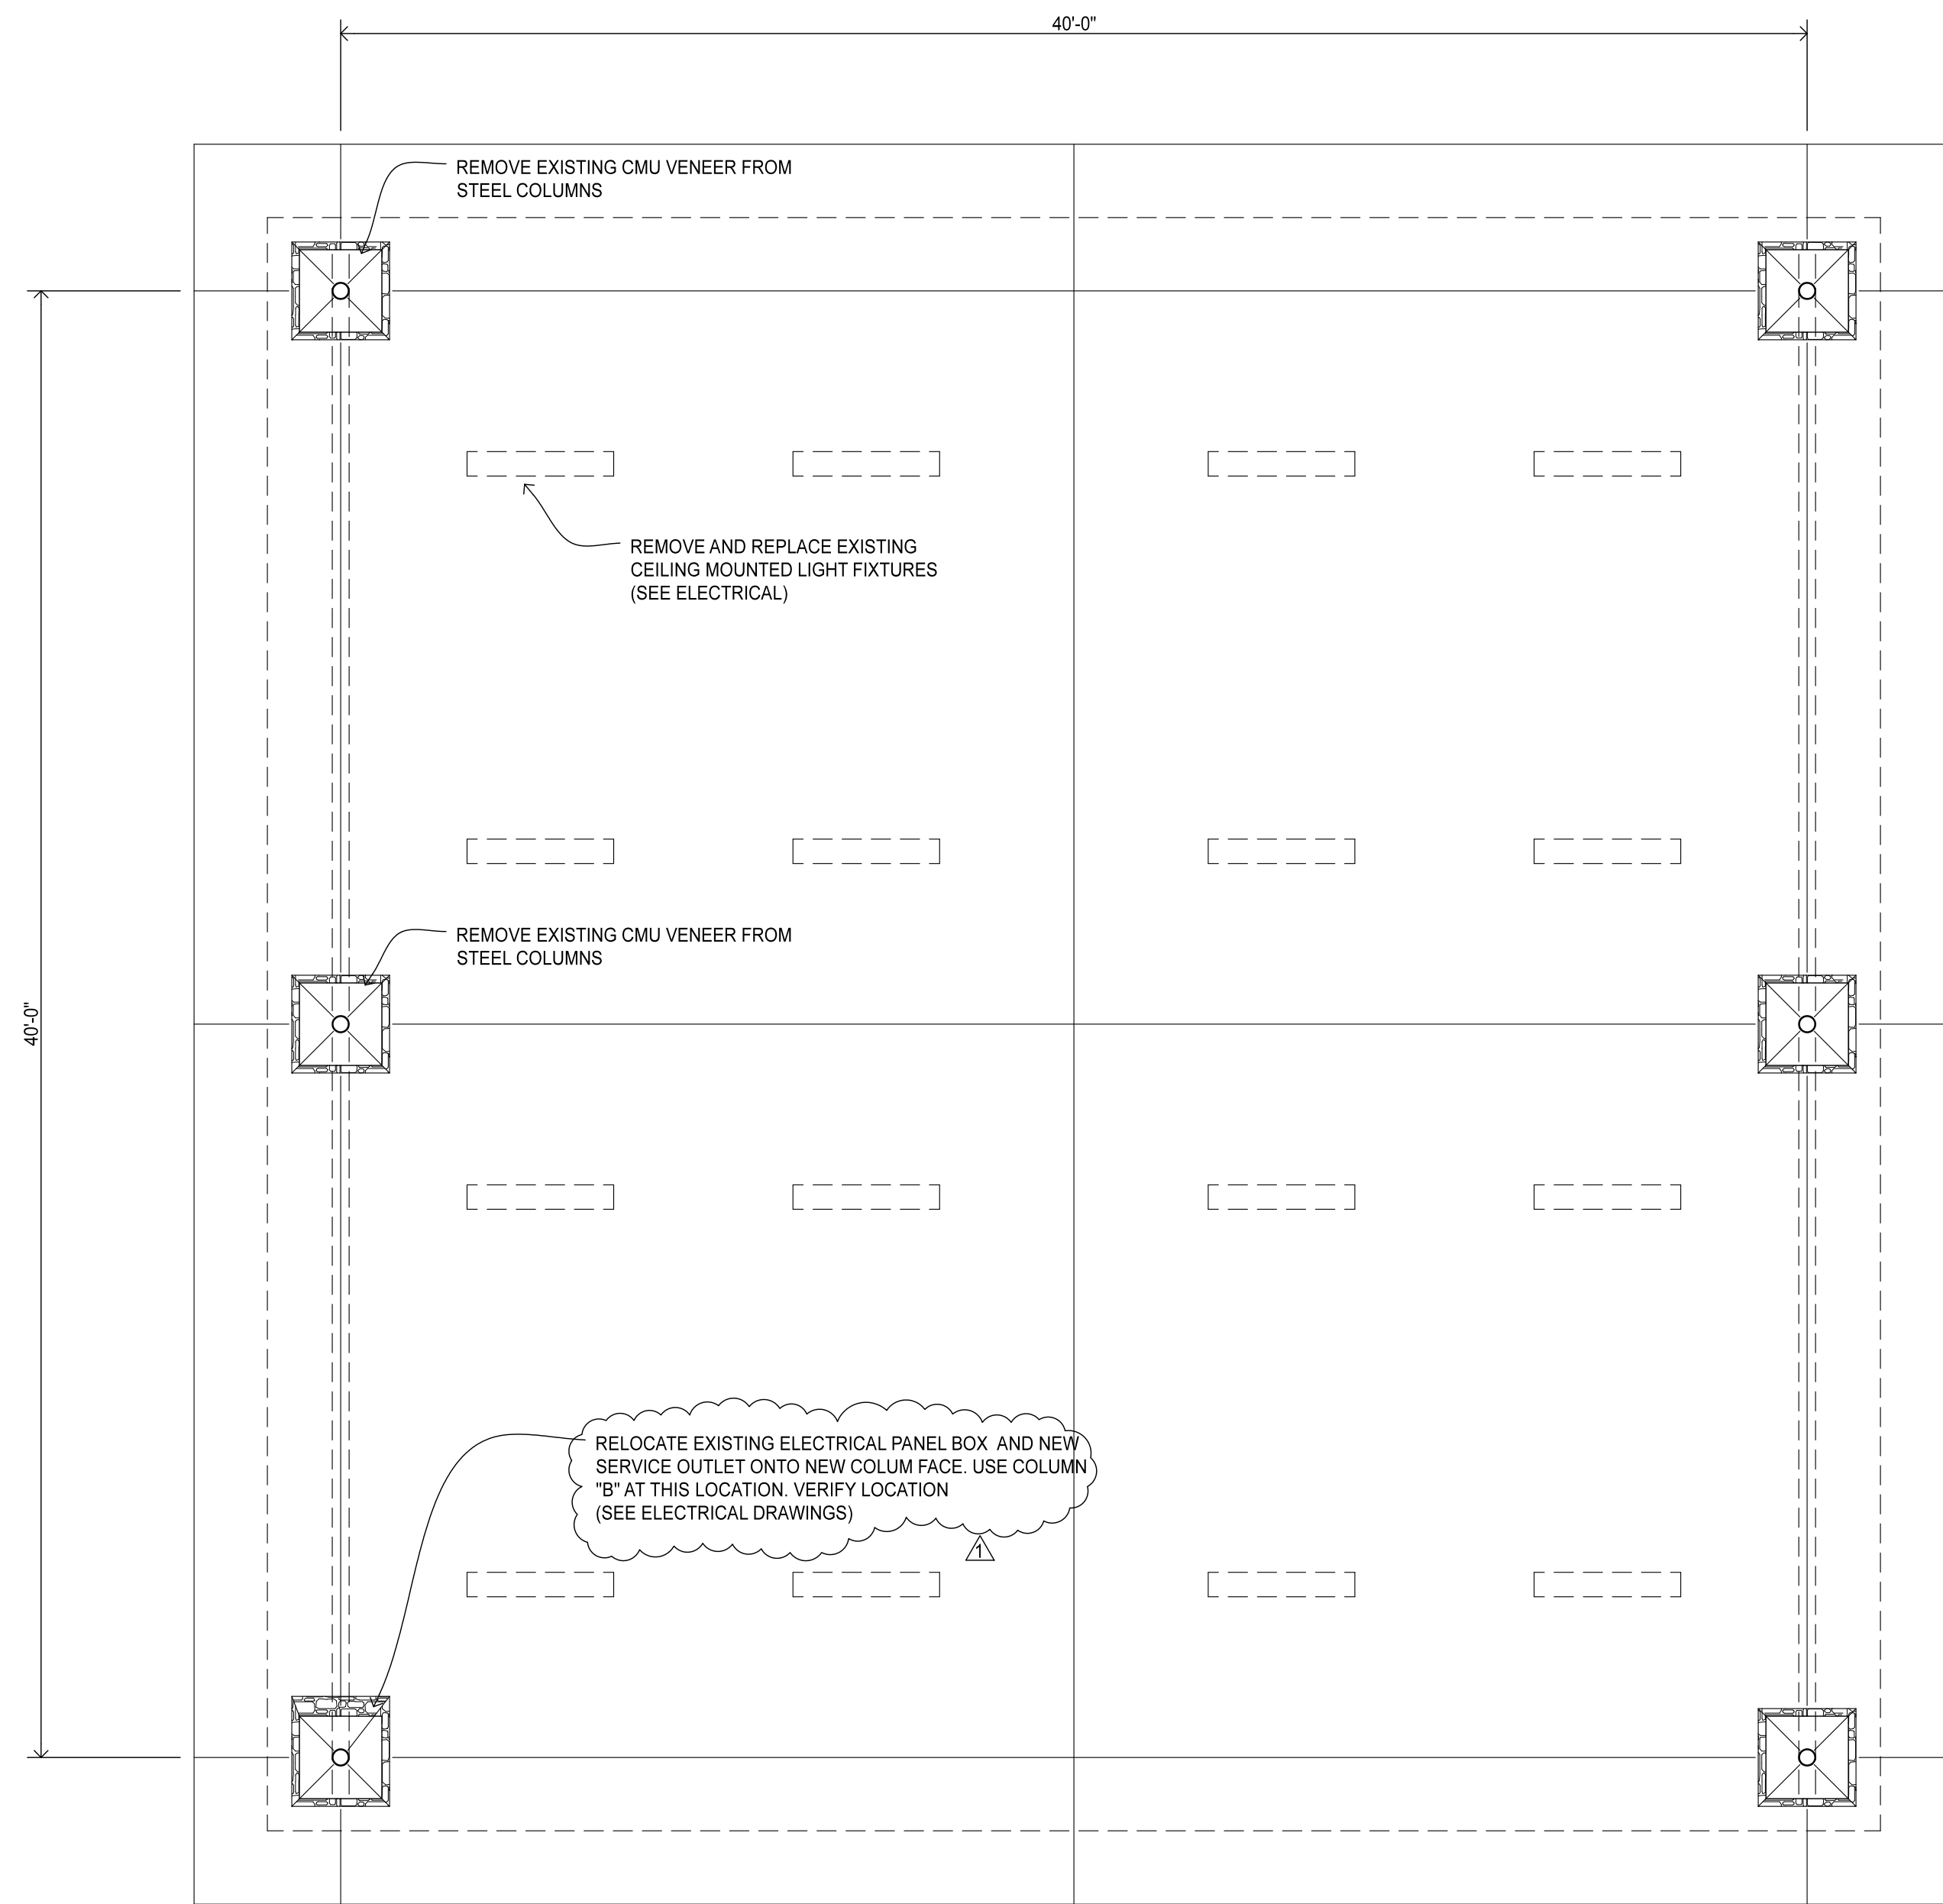 40'-0"
REMOVE EXISTING CMU VENEER FROM
STEEL COLUMNS
REMOVE AND REPLACE EXISTING
CEILING MOUNTED LIGHT FIXTURES
(SEE ELECTRICAL)
REMOVE EXISTING CMU VENEER FROM
STEEL COLUMNS
40'-0"
RELOCATE EXISTING ELECTRICAL PANEL BOX  AND NEW
SERVICE OUTLET ONTO NEW COLUM FACE. USE COLUMN
"B" AT THIS LOCATION. VERIFY LOCATION
(SEE ELECTRICAL DRAWINGS)
1